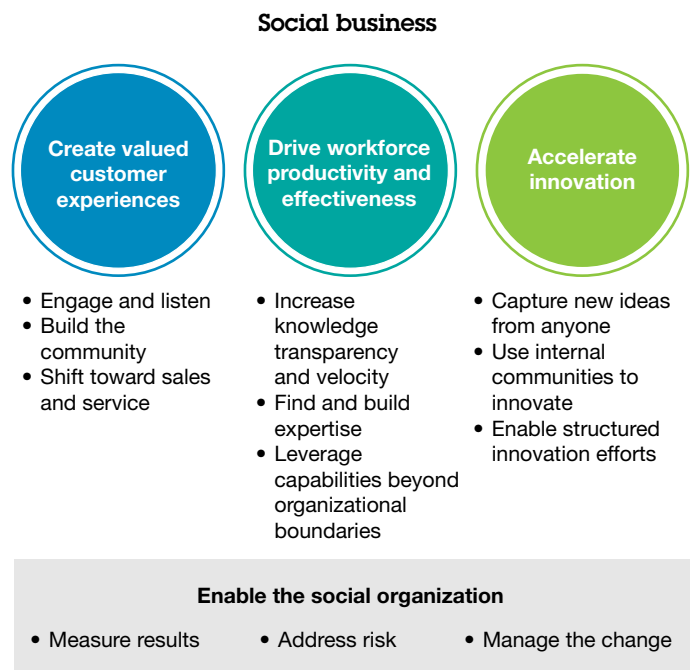 Social business
Create valued
customer
experiences
Drive workforce
productivity and
effectiveness
Accelerate
innovation
• Engage and listen
• Build the
community
• Shift toward sales
and service
• Increase
knowledge
transparency
and velocity
• Find and build
expertise
• Leverage
capabilities beyond
organizational
boundaries
• Capture new ideas
from anyone
• Use internal
communities to
innovate
• Enable structured
innovation efforts
Enable the social organization
• Measure results • Address risk • Manage the change